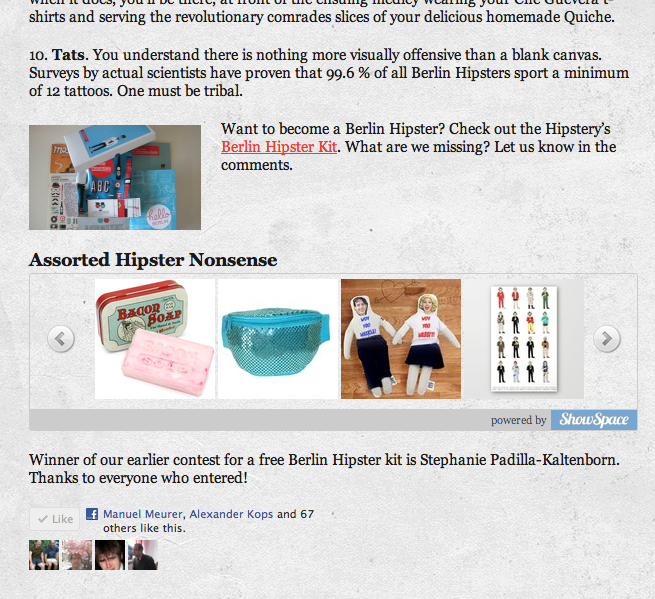 when it does, you'll be there, at front of the ensuing medley wearing your Che Guevera t-
shirts and serving the revolutionary comrades slices of your delicious homemade Quiche.
10. Tats. You understand there is nothing more visually offensive than a blank canvas.
Surveys by actual scientists have proven that 99.6 % of all Berlin Hipsters sport a minimum
of 12 tattoos. One must be tribal.
Want to become a Berlin Hipster? Check out the Hipstery's
Berlin Hipster Kit. What are we missing? Let us know in the
comments.
ABC
hello
Assorted Hipster Nonsense
BACON
SOAP
powered by ShowSpace
Winner of our earlier contest for a free Berlin Hipster kit is Stephanie Padilla-Kaltenborn.
Thanks to everyone who entered!
Like
Manuel Meurer, Alexander Kops and 67
others like this.